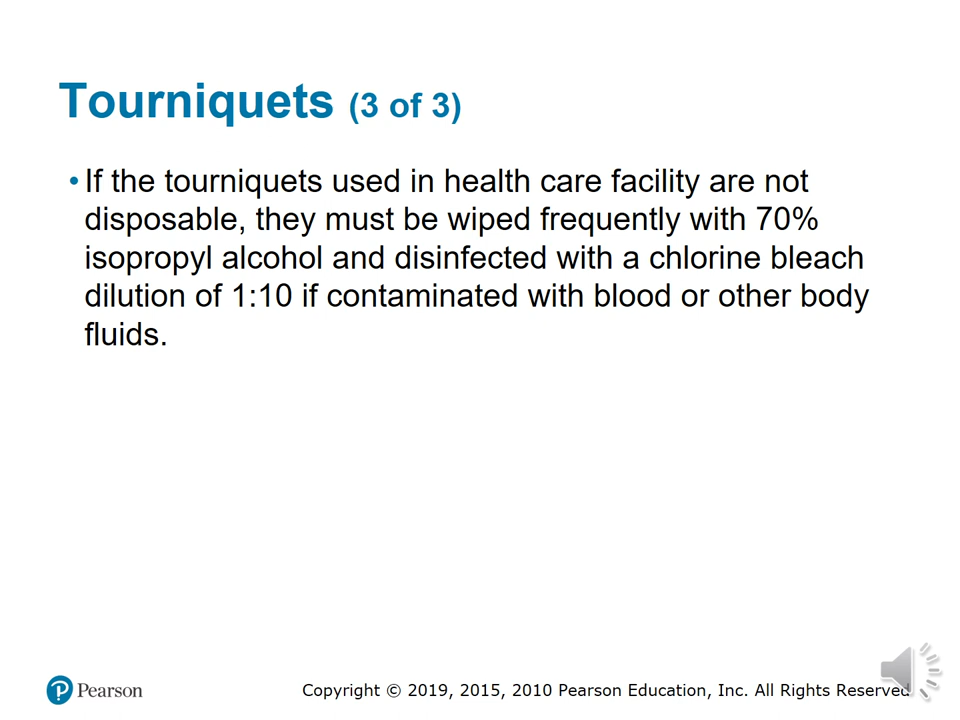 Tourniquets (3 of 3)
• If the tourniquets used in health care facility are not
disposable, they must be wiped frequently with 70%
isopropyl alcohol and disinfected with a chlorine bleach
dilution of 1:10 if contaminated with blood or other body
fluids.
Pearson
Copyright © 2019, 2015, 2010 Pearson Education, Inc. All Rights Reserved